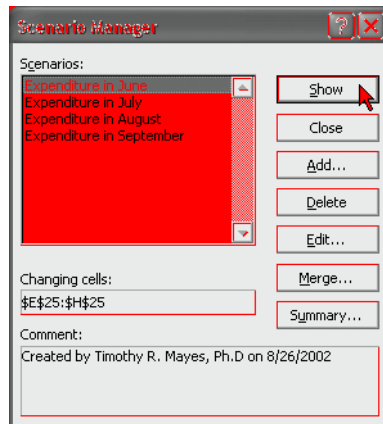 Scenario Manager
Scenarios:
Expenditure in June
Expenditure in July
Expenditure in August
Expenditure in September
Show
Close
Add...
Delete
Edit...
Merge...
Summary...
Changing cells:
$E$25:$H$25
Comment:
Created by Timothy R. Mayes, Ph.D on 8/26/2002